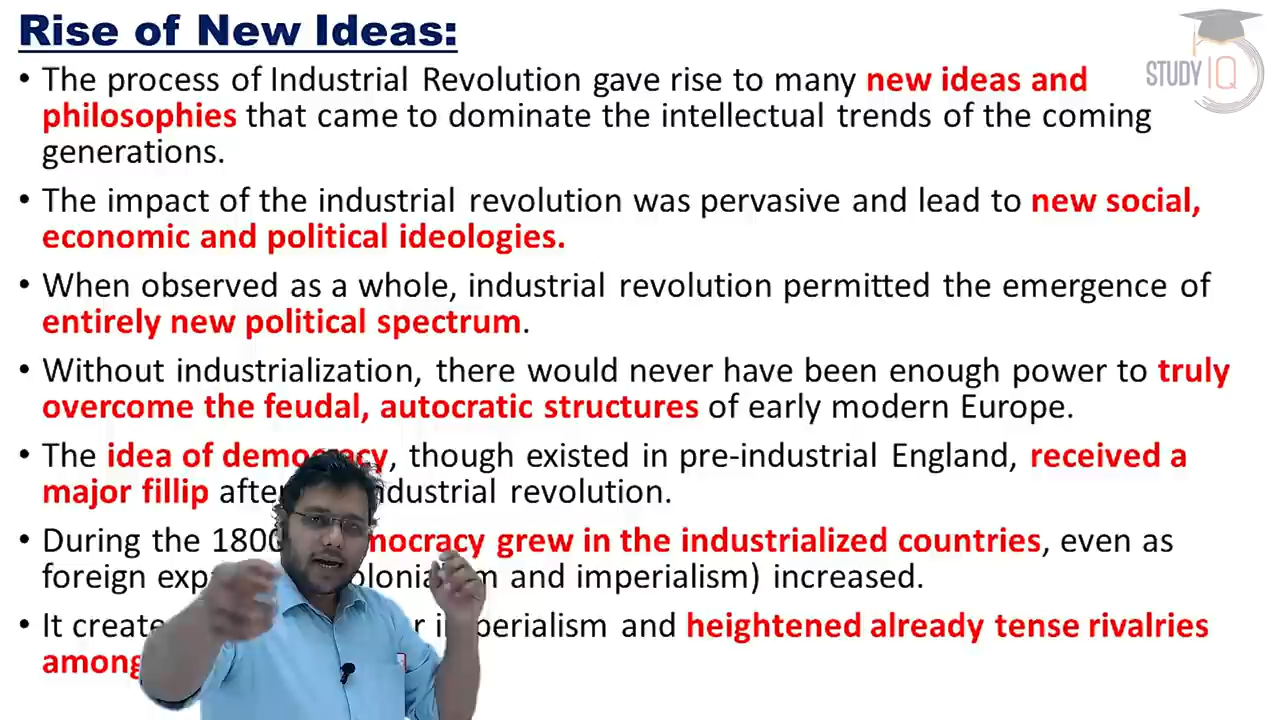 Rise of New Ideas:
STUDY IQ
• The process of Industrial Revolution gave rise to many new ideas and
philosophies that came to dominate the intellectual trends of the coming
generations.
• The impact of the industrial revolution was pervasive and lead to new social,
economic and political ideologies.
• When observed as a whole, industrial revolution permitted the emergence of
entirely new political spectrum.
• Without industrialization, there would never have been enough power to truly
overcome the feudal, autocratic structures of early modern Europe.
• The idea of democracy, though existed in pre-industrial England, received a
major fillip after industrial revolution.
• During the democracy grew in the industrialized countries, even as
foreign and imperialism) increased.
• It imperialism and heightened already tense rivalries
among